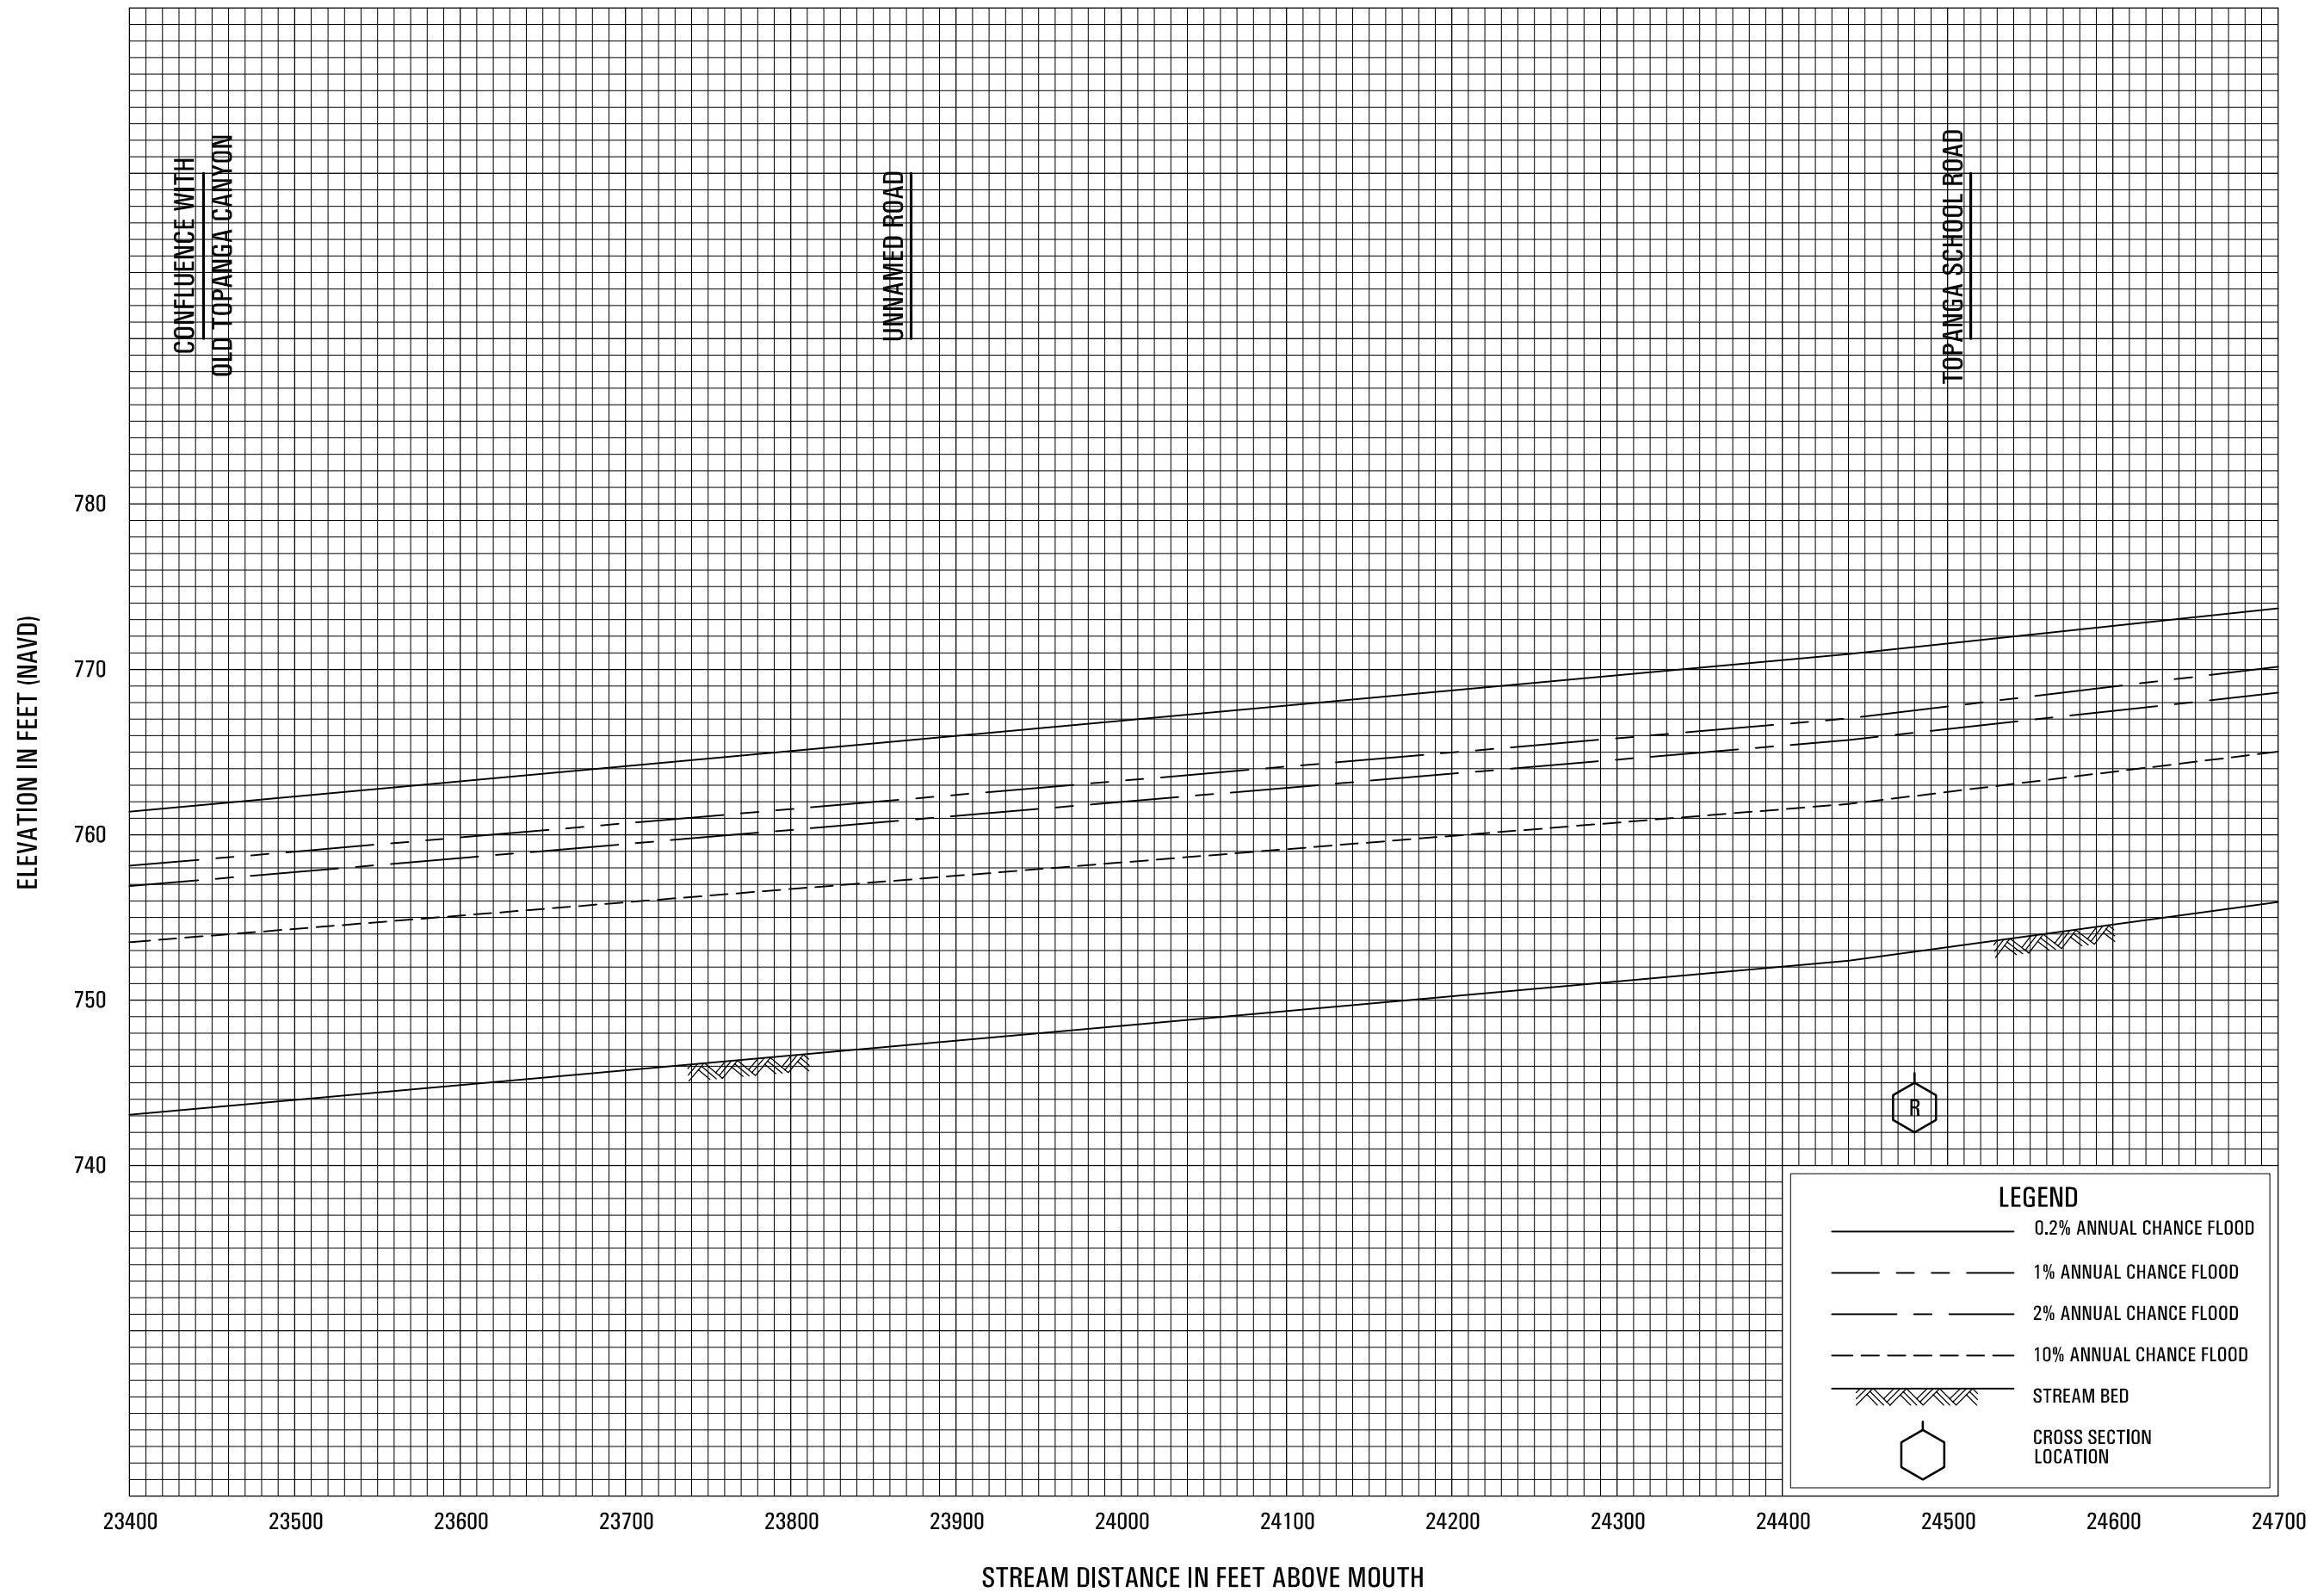 CONFLUENCE WITH
OLD TOPANGA CANYON
UNNAMED ROAD
TOPANGA SCHOOL ROAD
ELEVATION IN FEET (NAVD)
780
770
760
750
740
R
LEGEND
0.2% ANNUAL CHANCE FLOOD
1% ANNUAL CHANCE FLOOD
2% ANNUAL CHANCE FLOOD
10% ANNUAL CHANCE FLOOD
STREAM BED
CROSS SECTION
LOCATION
23400 23500 23600 23700 23800 23900 24000 24100 24200 24300 24400 24500 24600 24700
STREAM DISTANCE IN FEET ABOVE MOUTH